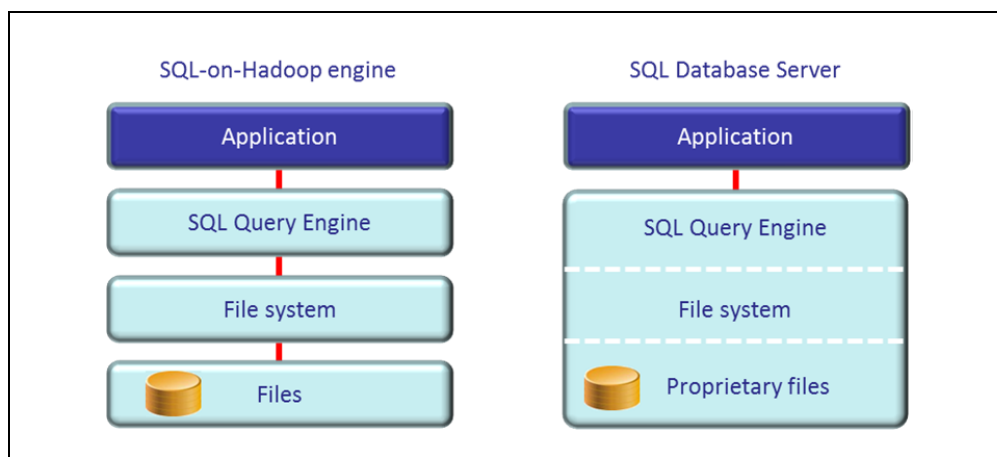 SQL-on-Hadoop engine
Application
SQL Query Engine
File system
Files
SQL Database Server
Application
SQL Query Engine
File system
Proprietary files